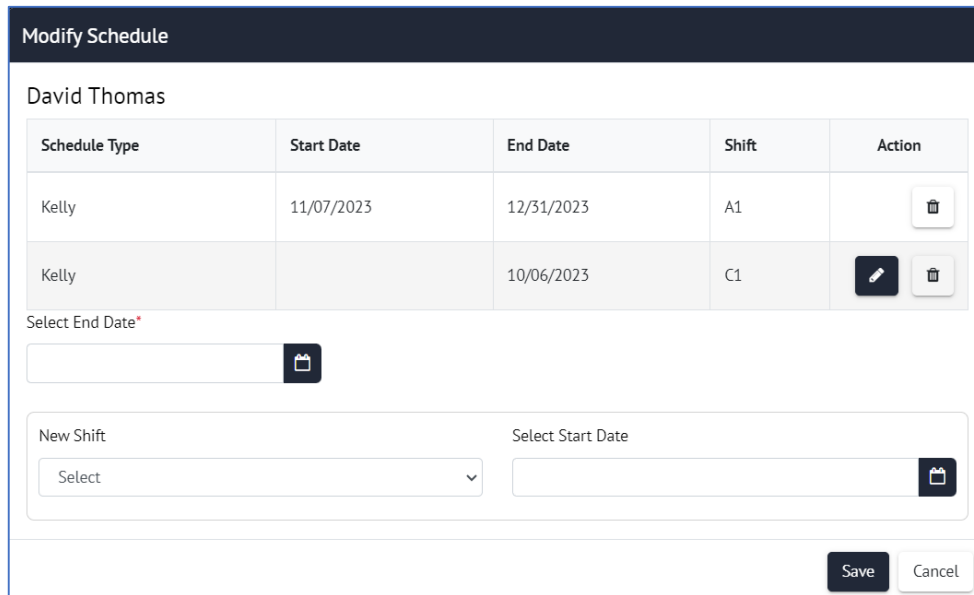 Modify Schedule
David Thomas
Schedule Type Start Date End Date Shift Action
Kelly 11/07/2023 12/31/2023 A1
Kelly 10/06/2023 C1
Select End Date*
New Shift Select Start Date
Select
Save Cancel